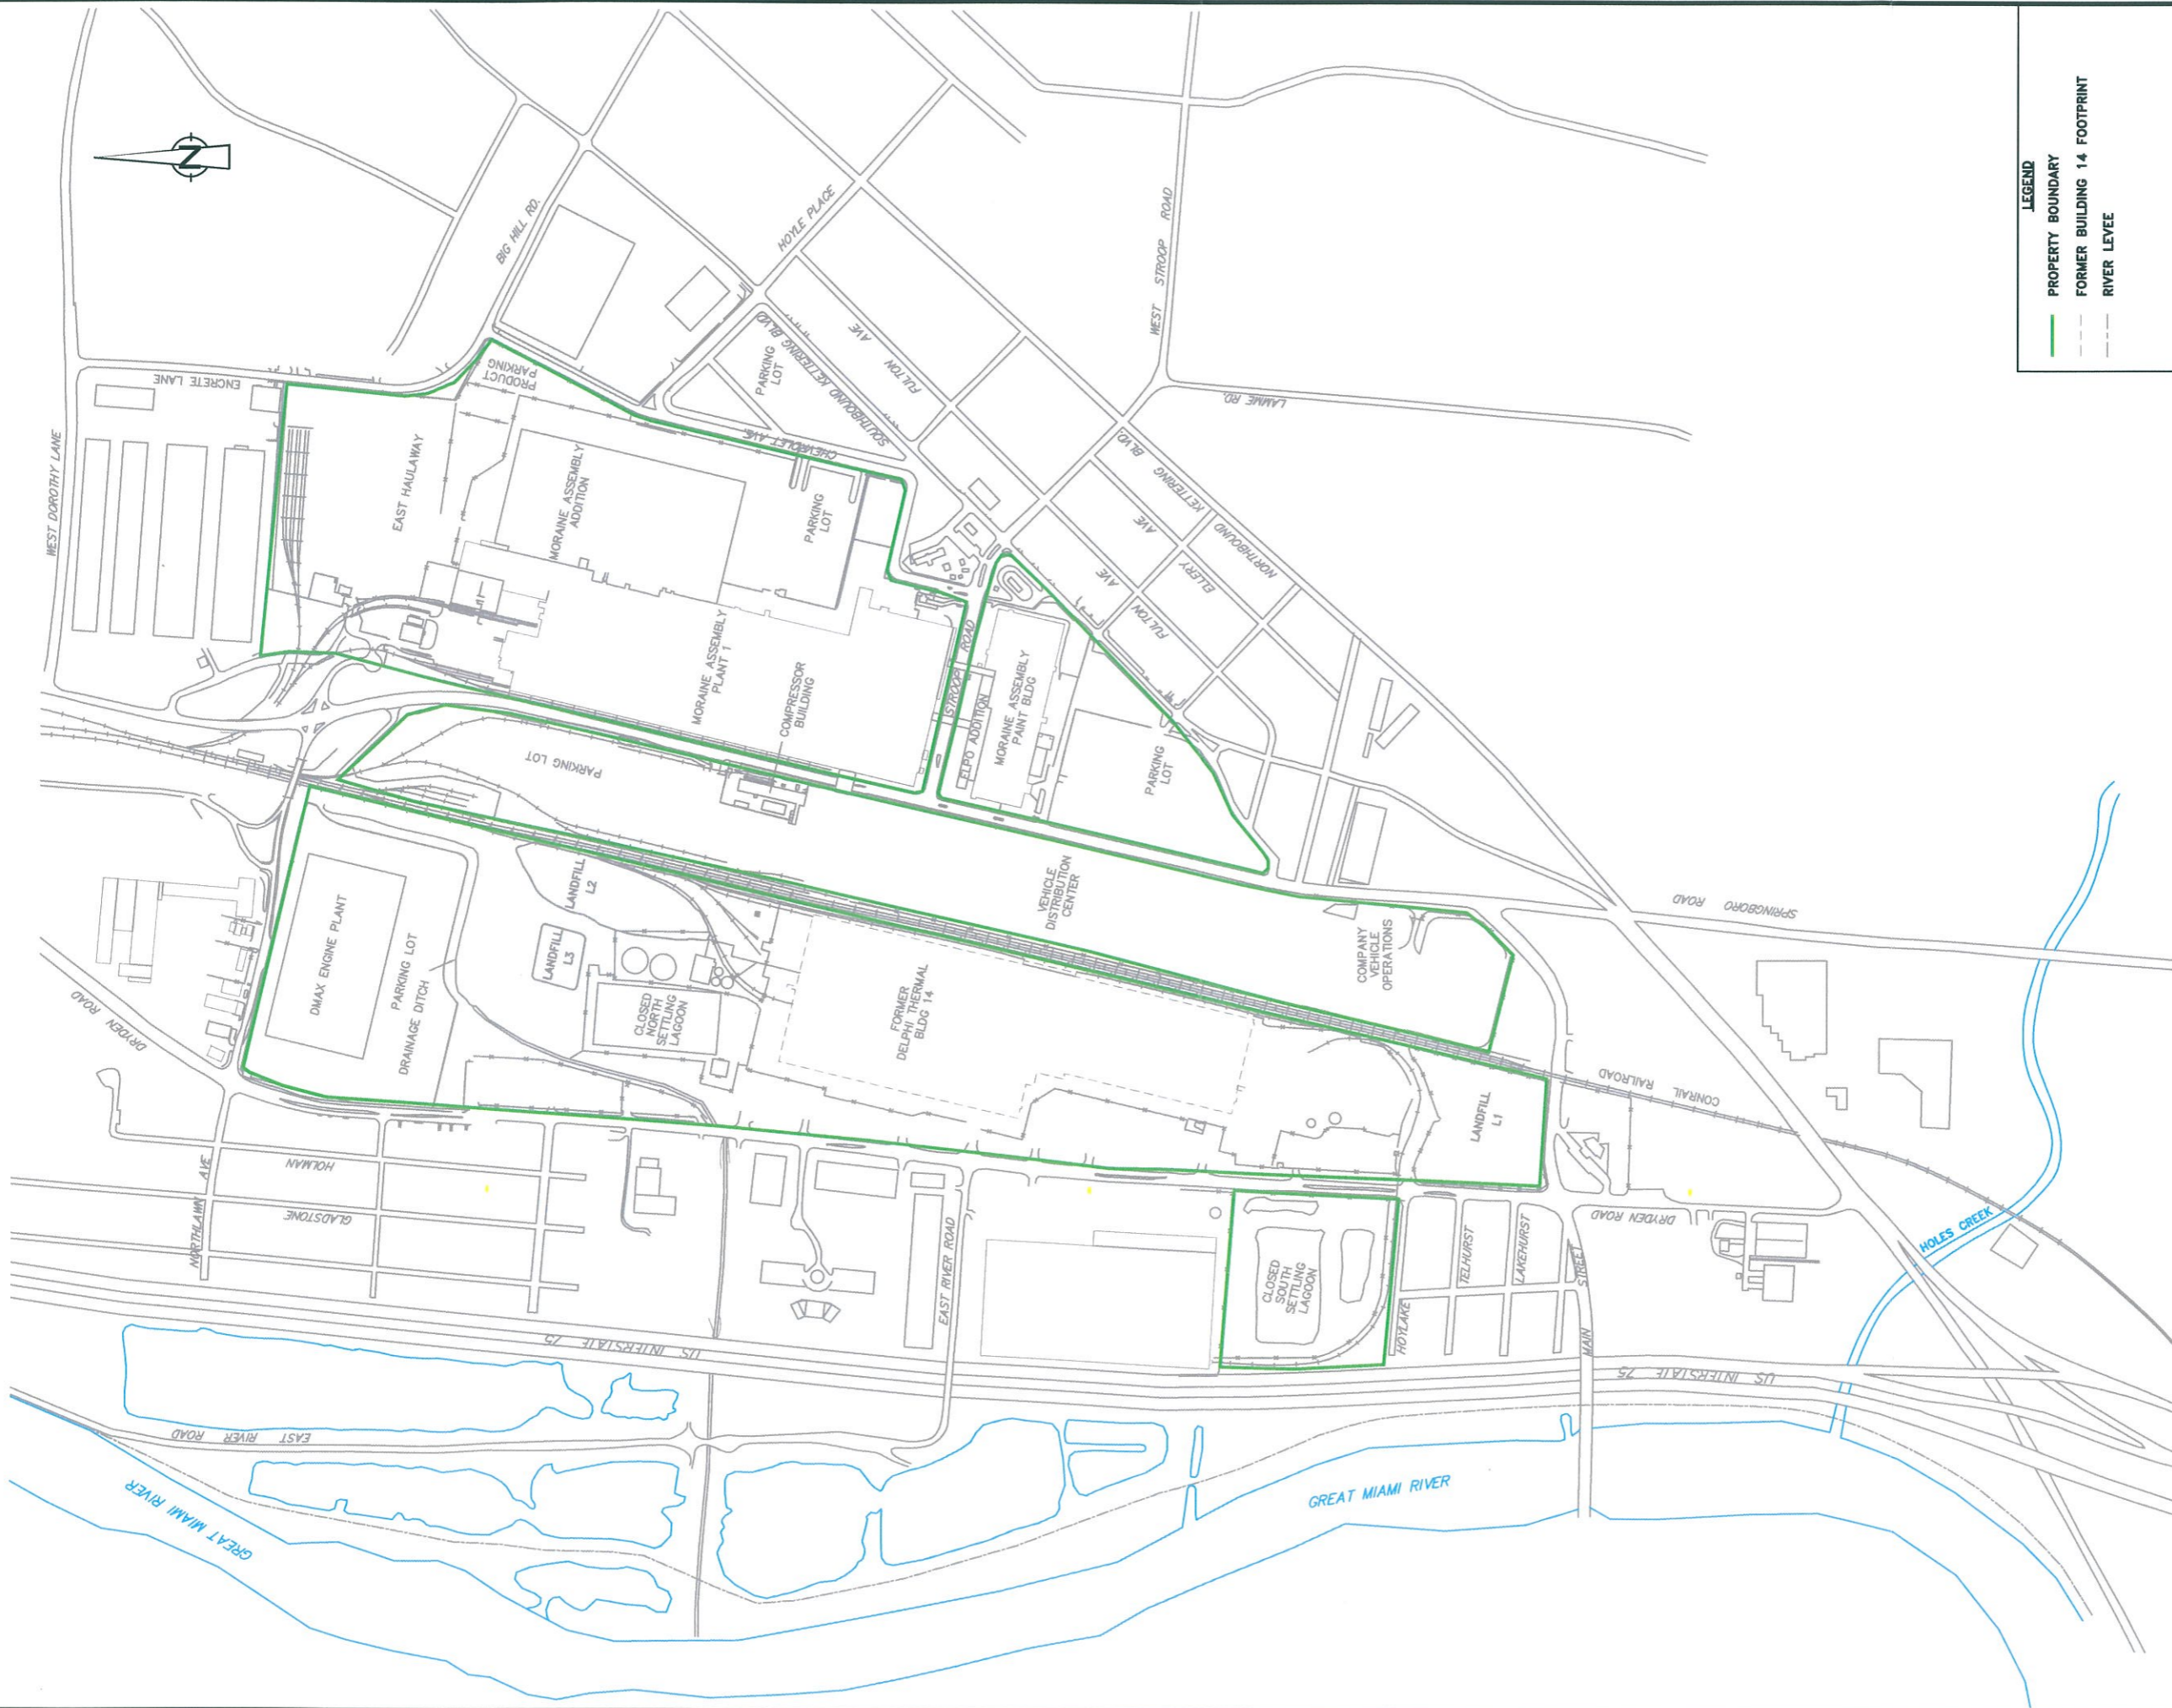 LEGEND
PROPERTY BOUNDARY
FORMER BUILDING 14 FOOTPRINT
RIVER LEVEE
N
WEST DOROTHY LANE
ENCRETE LANE
BIG HILL RD.
HOYLE PLACE
WEST STROOP ROAD
LAMME RD.
EAST HAULAWAY
PRODUCT
PARKING
MORAINE ASSEMBLY
ADDITION
PARKING
LOT
CHEVROLET AVE.
PARKING
LOT
SOUTHBOUND KETTERING BLVD
FULTON AVE
NORTHBOUND KETTERING BLVD.
ELLERY AVE
FULTON AVE
MORAINE ASSEMBLY
PLANT 1
COMPRESSOR
BUILDING
STROOP ROAD
ELPO ADDITION
MORAINE ASSEMBLY
PAINT BLDG
PARKING
LOT
PARKING LOT
VEHICLE
DISTRIBUTION
CENTER
COMPANY
VEHICLE
OPERATIONS
SPRINGBORO ROAD
DMAX ENGINE PLANT
PARKING LOT
DRAINAGE DITCH
LANDFILL
L2
LANDFILL
L3
CLOSED
NORTH
SETTLING
LAGOON
FORMER
DELPHI THERMAL
BLDG 14
LANDFILL
L1
CONRAIL RAILROAD
DRYDEN ROAD
NORTHLAWN AVE
HOLMAN
GLADSTONE
EAST RIVER ROAD
CLOSED
SOUTH
SETTLING
LAGOON
HOYLAKE
TELHURST
LAKEHURST
MAIN STREET
DRYDEN ROAD
HOLES CREEK
US INTERSTATE 75
US INTERSTATE 75
EAST RIVER ROAD
GREAT MIAMI RIVER
GREAT MIAMI RIVER